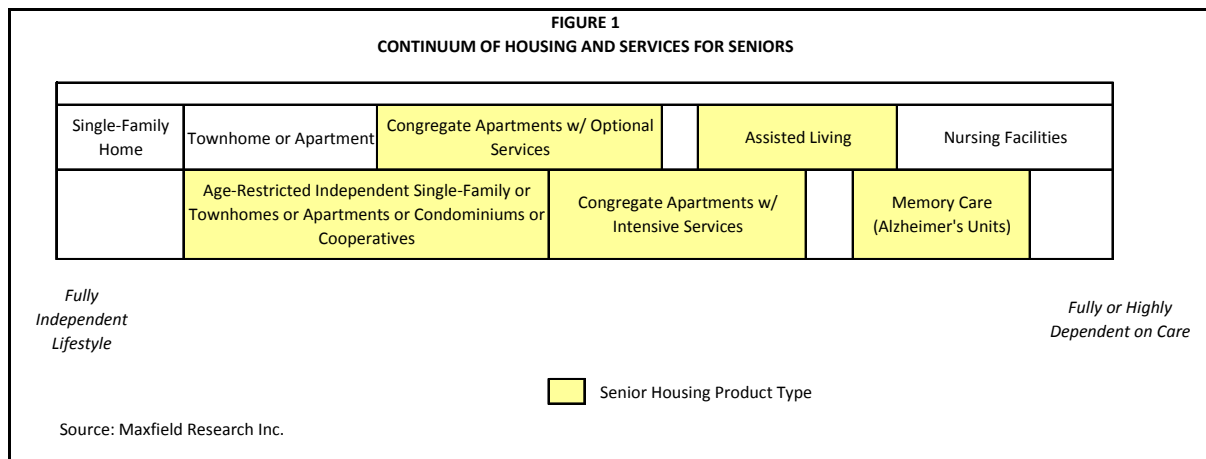 FIGURE 1
CONTINUUM OF HOUSING AND SERVICES FOR SENIORS
Single-Family
Home
Townhome or Apartment
Congregate Apartments w/ Optional
Services
Assisted Living
Nursing Facilities
Age-Restricted Independent Single-Family or
Townhomes or Apartments or Condominiums or
Cooperatives
Congregate Apartments w/
Intensive Services
Memory Care
(Alzheimer's Units)
Fully
Independent
Lifestyle
Fully or Highly
Dependent on Care
Senior Housing Product Type
Source: Maxfield Research Inc.